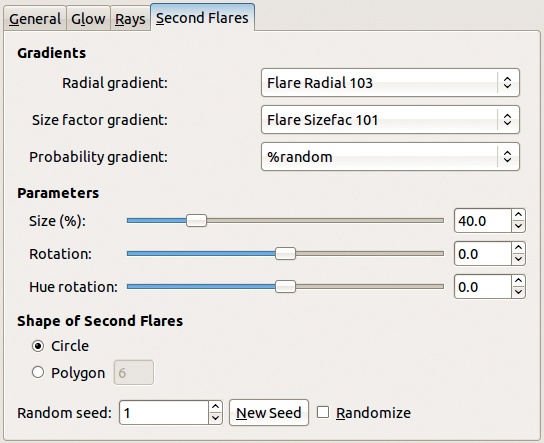 General Glow Rays Second Flares
Gradients
Radial gradient: Flare Radial 103
Size factor gradient: Flare Sizefac 101
Probability gradient: %random
Parameters
Size (%): 40.0
Rotation: 0.0
Hue rotation: 0.0
Shape of Second Flares
Circle
Polygon 6
Random seed: 1 New Seed Randomize